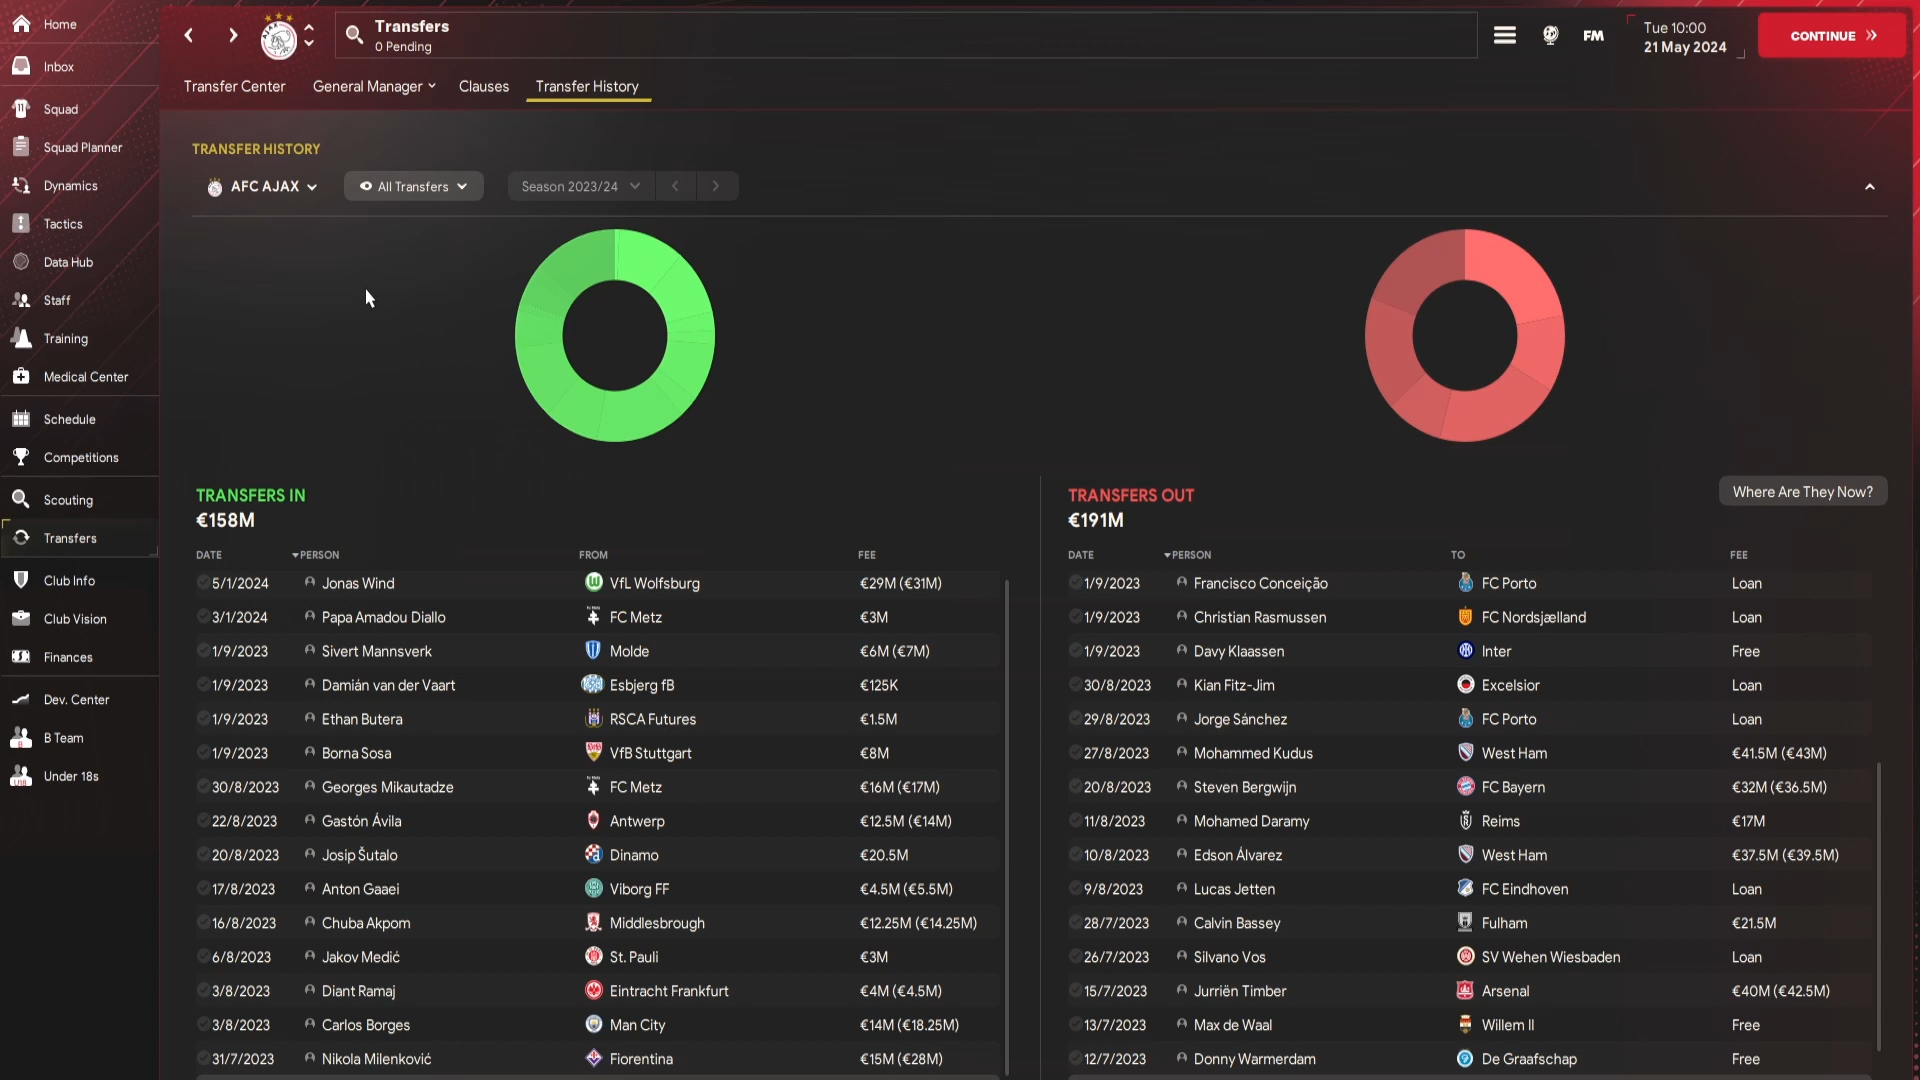 Home
Inbox
Squad
Squad Planner
Dynamics
Tactics
Data Hub
Staff
Training
Medical Center
Schedule
Competitions
Scouting
Transfers
Club Info
Club Vision
Finances
Dev. Center
B Team
Under 18s
Transfers
0 Pending
FM
Tue 10:00
21 May 2024
CONTINUE
Transfer Center General Manager Clauses Transfer History
TRANSFER HISTORY
AFC AJAX All Transfers Season 2023/24
TRANSFERS IN
€158M
DATE PERSON FROM FEE
5/1/2024 Jonas Wind VfL Wolfsburg €29M (€31M)
3/1/2024 Papa Amadou Diallo FC Metz €3M
1/9/2023 Sivert Mannsverk Molde €6M (€7M)
1/9/2023 Damián van der Vaart Esbjerg fB €125K
1/9/2023 Ethan Butera RSCA Futures €1.5M
1/9/2023 Borna Sosa VfB Stuttgart €8M
30/8/2023 Georges Mikautadze FC Metz €16M (€17M)
22/8/2023 Gastón Ávila Antwerp €12.5M (€14M)
20/8/2023 Josip Šutalo Dinamo €20.5M
17/8/2023 Anton Gaaei Viborg FF €4.5M (€5.5M)
16/8/2023 Chuba Akpom Middlesbrough €12.25M (€14.25M)
6/8/2023 Jakov Medić St. Pauli €3M
3/8/2023 Diant Ramaj Eintracht Frankfurt €4M (€4.5M)
3/8/2023 Carlos Borges Man City €14M (€18.25M)
31/7/2023 Nikola Milenković Fiorentina €15M (€28M)
TRANSFERS OUT
€191M
Where Are They Now?
DATE PERSON TO FEE
1/9/2023 Francisco Conceição FC Porto Loan
1/9/2023 Christian Rasmussen FC Nordsjælland Loan
1/9/2023 Davy Klaassen Inter Free
30/8/2023 Kian Fitz-Jim Excelsior Loan
29/8/2023 Jorge Sánchez FC Porto Loan
27/8/2023 Mohammed Kudus West Ham €41.5M (€43M)
20/8/2023 Steven Bergwijn FC Bayern €32M (€36.5M)
11/8/2023 Mohamed Daramy Reims €17M
10/8/2023 Edson Álvarez West Ham €37.5M (€39.5M)
9/8/2023 Lucas Jetten FC Eindhoven Loan
28/7/2023 Calvin Bassey Fulham €21.5M
26/7/2023 Silvano Vos SV Wehen Wiesbaden Loan
15/7/2023 Jurriën Timber Arsenal €40M (€42.5M)
13/7/2023 Max de Waal Willem II Free
12/7/2023 Donny Warmerdam De Graafschap Free